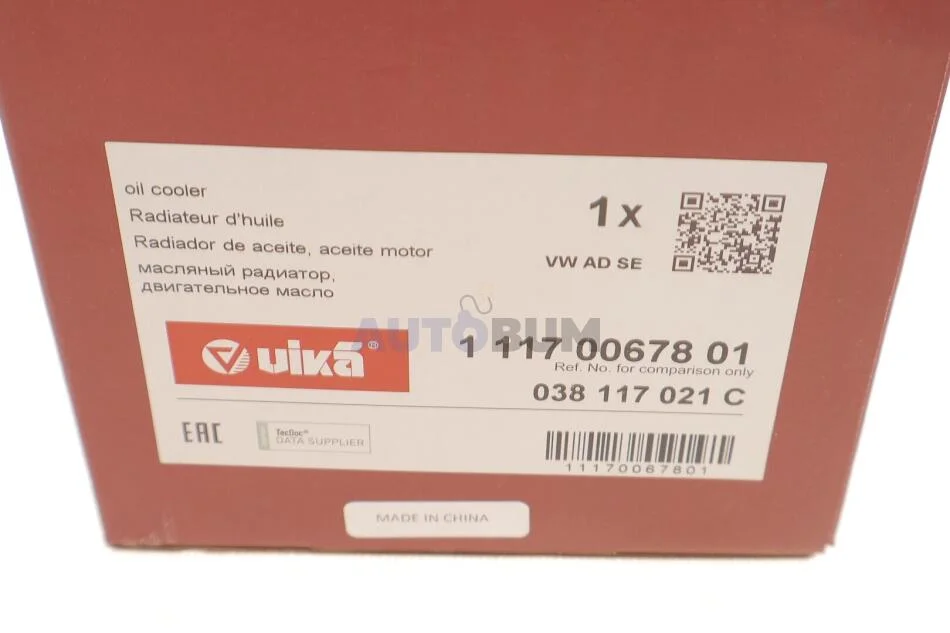 oil cooler
Radiateur d'huile
Radiador de aceite, aceite motor
масляный радиатор,
двигательное масло
1x
VW AD SE
AUTOBUM
vika®
1 117 00678 01
Ref. No. for comparison only
038 117 021 C
EAC
TecDoc®
DATA SUPPLIER
11170067801
MADE IN CHINA